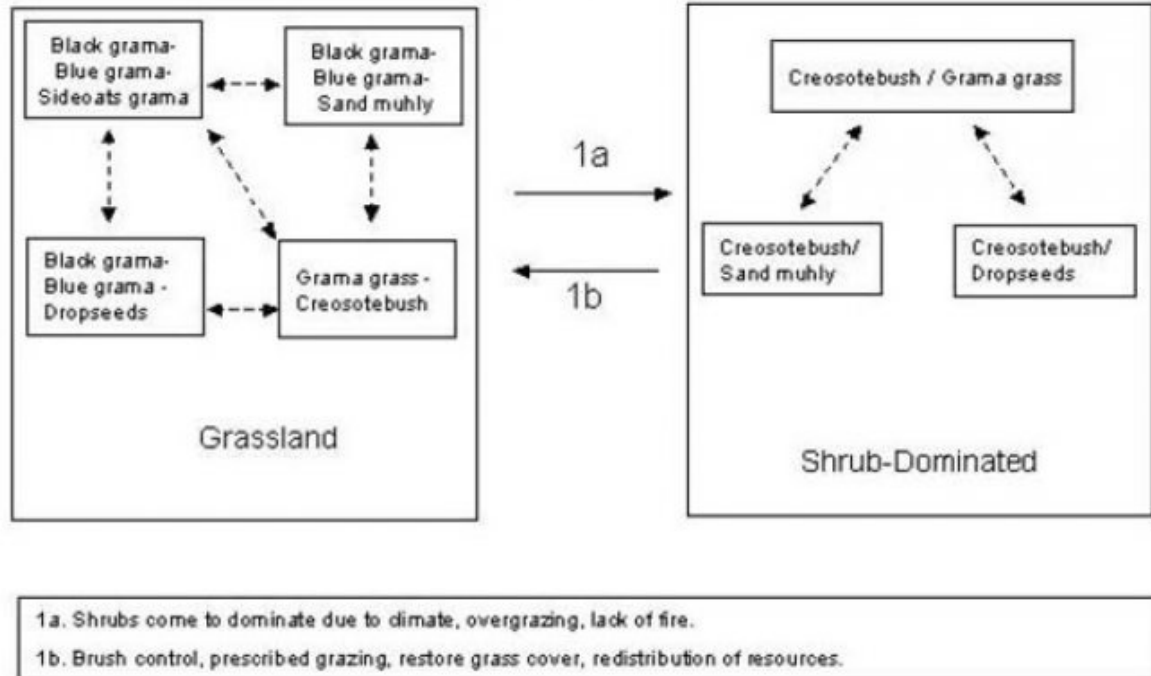 Black grama-
Blue grama-
Sideoats grama
Black grama-
Blue grama-
Sand muhly
Black grama-
Blue grama -
Dropseeds
Grama grass -
Creosotebush
Grassland
1a
1b
Creosotebush / Grama grass
Creosotebush/
Sand muhly
Creosotebush/
Dropseeds
Shrub-Dominated
1a. Shrubs come to dominate due to climate, overgrazing, lack of fire.
1b. Brush control, prescribed grazing, restore grass cover, redistribution of resources.